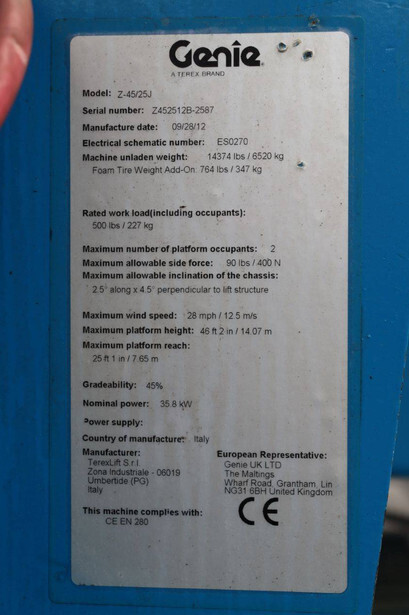 Genie
A TEREX BRAND
Model: Z-45/25J
Serial number: Z452512B-2587
Manufacture date: 09/28/12
Electrical schematic number: ES0270
Machine unladen weight: 14374 lbs / 6520 kg
Foam Tire Weight Add-On: 764 lbs / 347 kg
Rated work load(including occupants):
500 lbs / 227 kg
Maximum number of platform occupants: 2
Maximum allowable side force: 90 lbs / 400 N
Maximum allowable inclination of the chassis:
2.5° along x 4.5° perpendicular to lift structure
Maximum wind speed: 28 mph / 12.5 m/s
Maximum platform height: 46 ft 2 in / 14.07 m
Maximum platform reach:
25 ft 1 in / 7.65 m
Gradeability: 45%
Nominal power: 35.8 kW
Power supply:
Country of manufacture: Italy
Manufacturer:
TerexLift S.r.l.
Zona Industriale - 06019
Umbertide (PG)
Italy
European Representative:
Genie UK LTD
The Maltings
Wharf Road, Grantham, Lin
NG31 6BH United Kingdom
This machine complies with:
CE EN 280
CE